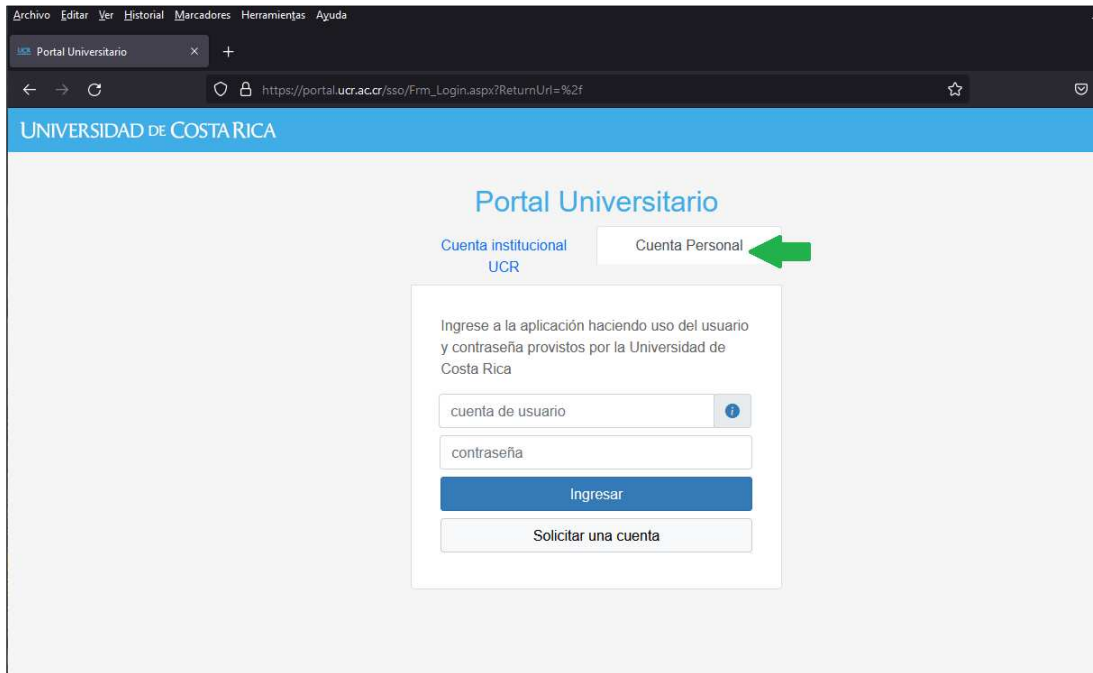 Archivo Editar Ver Historial Marcadores Herramientas Ayuda
UCR Portal Universitario
https://portal.ucr.ac.cr/sso/Frm_Login.aspx?ReturnUrl=%2f
UNIVERSIDAD DE COSTA RICA
Portal Universitario
Cuenta institucional
UCR
Cuenta Personal
Ingrese a la aplicación haciendo uso del usuario
y contraseña provistos por la Universidad de
Costa Rica
cuenta de usuario
contraseña
Ingresar
Solicitar una cuenta